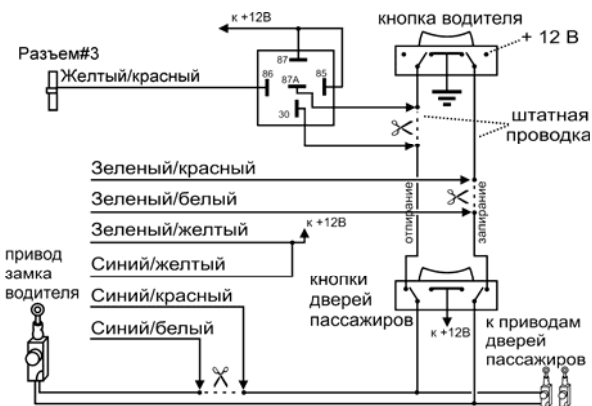 к +12В
кнопка водителя
+ 12 В
Разъем#3
Желтый/красный
87
86
87А
85
30
штатная
проводка
Зеленый/красный
Зеленый/белый
отпирание
запирание
Зеленый/желтый
к +12В
привод
замка
водителя
Синий/желтый
Синий/красный
Синий/белый
кнопки
дверей
пассажиров
к +12В
к приводам
дверей
пассажиров